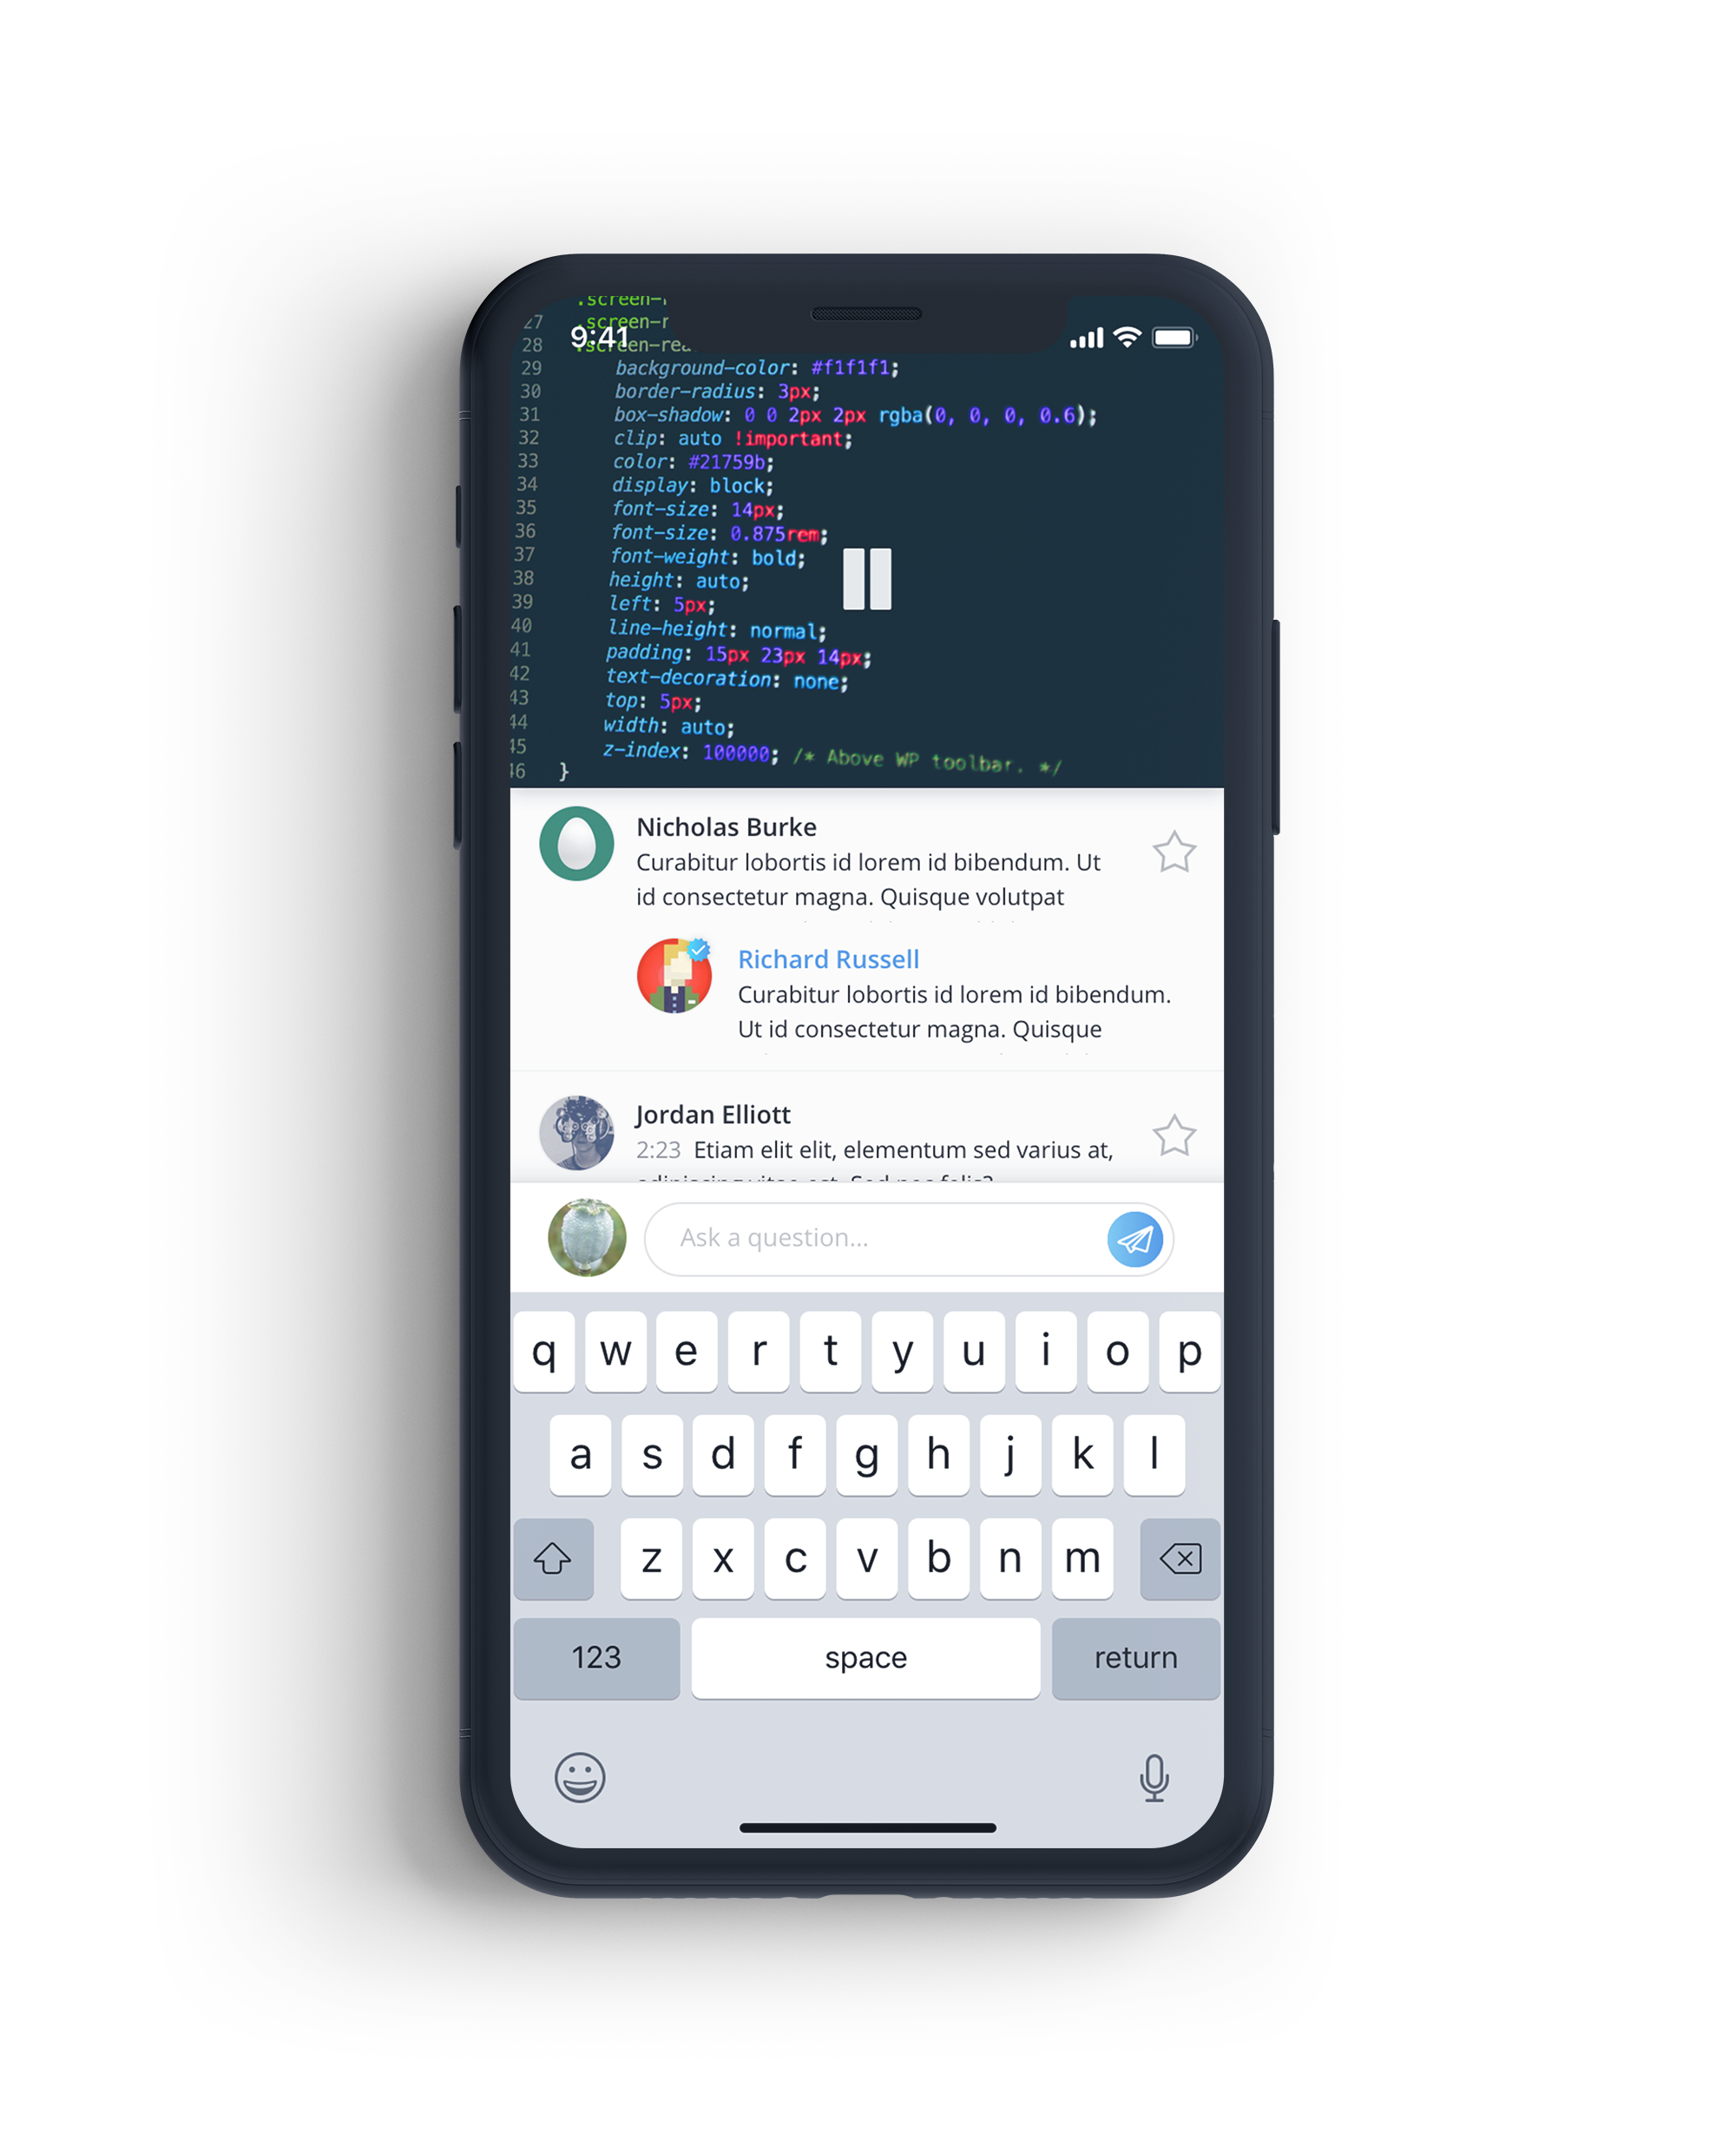 .screen-r
27 .screen-r
9:41
28 .screen-rea
29 background-color: #f1f1f1;
30 border-radius: 3px;
31 box-shadow: 0 0 2px 2px rgba(0, 0, 0, 0.6);
32 clip: auto !important;
33 color: #21759b;
34 display: block;
35 font-size: 14px;
36 font-size: 0.875rem;
37 font-weight: bold;
38 height: auto;
39 left: 5px;
40 line-height: normal;
41 padding: 15px 23px 14px;
42 text-decoration: none;
43 top: 5px;
44 width: auto;
45 z-index: 100000; /* Above WP toolbar. */
46 }
Nicholas Burke
Curabitur lobortis id lorem id bibendum. Ut
id consectetur magna. Quisque volutpat
Richard Russell
Curabitur lobortis id lorem id bibendum.
Ut id consectetur magna. Quisque
Jordan Elliott
2:23 Etiam elit elit, elementum sed varius at,
adipiscing vitae est. Sed nec felis?
Ask a question...
q w e r t y u i o p
a s d f g h j k l
z x c v b n m
123 space return